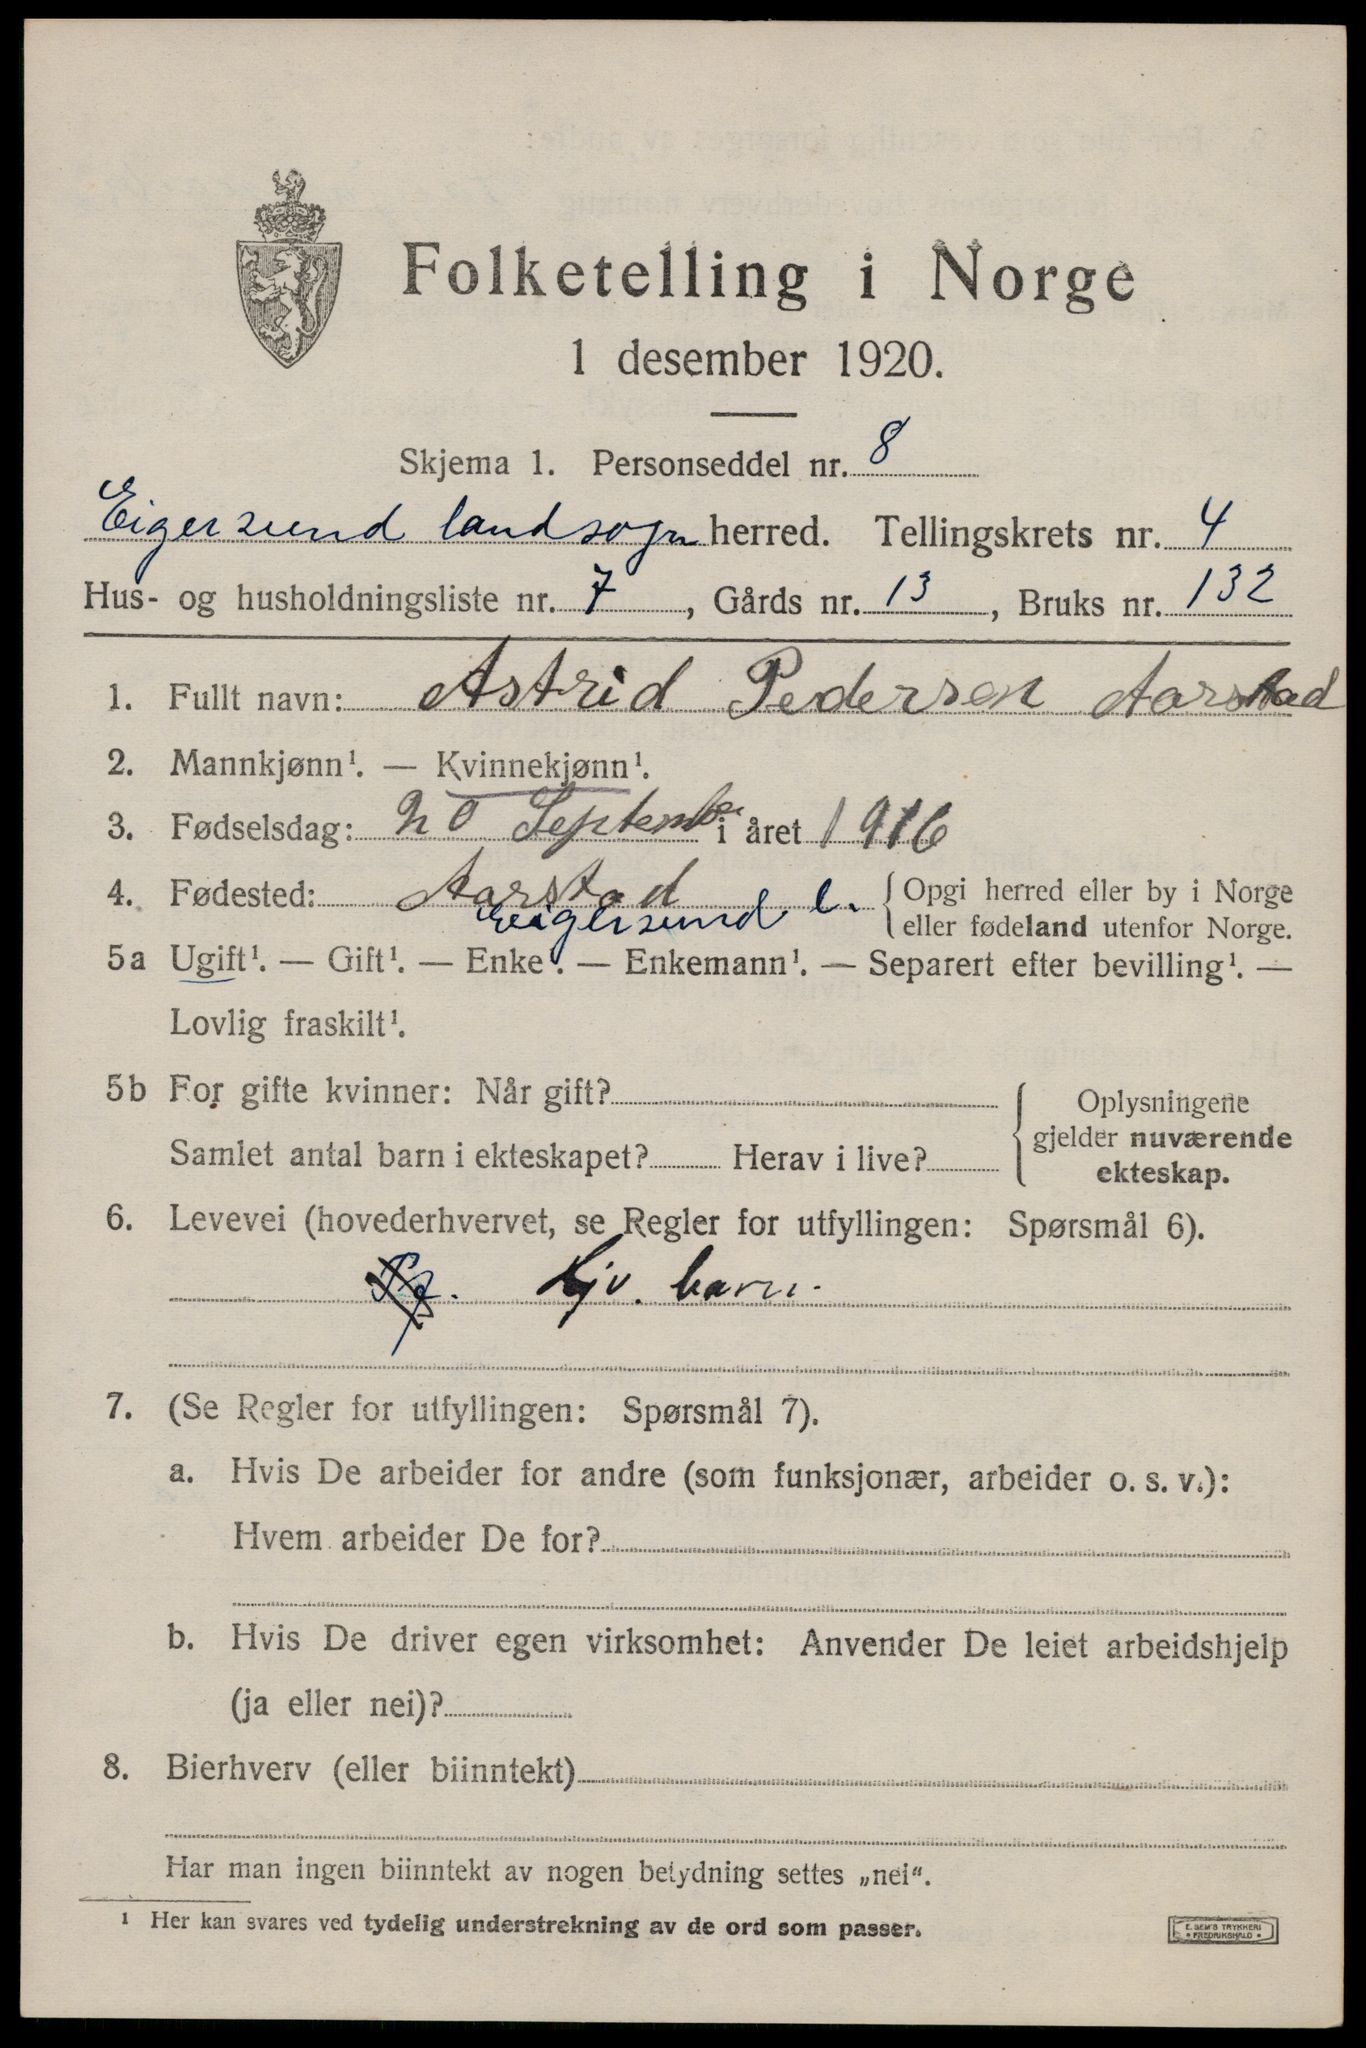 Folketelling i Norge
1 desember 1920.
Skjema 1. Personseddel nr. 8
Eigersund landsogn herred. Tellingskrets nr. 4
Hus- og husholdningsliste nr. 7, Gårds nr. 13, Bruks nr. 132
1. Fullt navn: Astrid Pedersen Aarstad
2. Mannkjønn¹. — Kvinnekjønn¹.
3. Fødselsdag: 20 September i året 1916
4. Fødested: Aarstad { Opgi herred eller by i Norge
Eigersund l. eller fødeland utenfor Norge.
5a Ugift¹. — Gift¹. — Enke¹. — Enkemann¹. — Separert efter bevilling¹. —
Lovlig fraskilt¹.
5b For gifte kvinner: Når gift? { Oplysningene
gjelder nuværende
Samlet antal barn i ekteskapet? Herav i live? ekteskap.
6. Levevei (hovederhvervet, se Regler for utfyllingen: Spørsmål 6).
Ljv. barn.
7. (Se Regler for utfyllingen: Spørsmål 7).
a. Hvis De arbeider for andre (som funksjonær, arbeider o. s. v.):
Hvem arbeider De for?
b. Hvis De driver egen virksomhet: Anvender De leiet arbeidshjelp
(ja eller nei)?
8. Bierhverv (eller biinntekt)
Har man ingen biinntekt av nogen betydning settes „nei“.
¹ Her kan svares ved tydelig understrekning av de ord som passer.
E. SEM'S TRYKKERI
FREDRIKSHALD